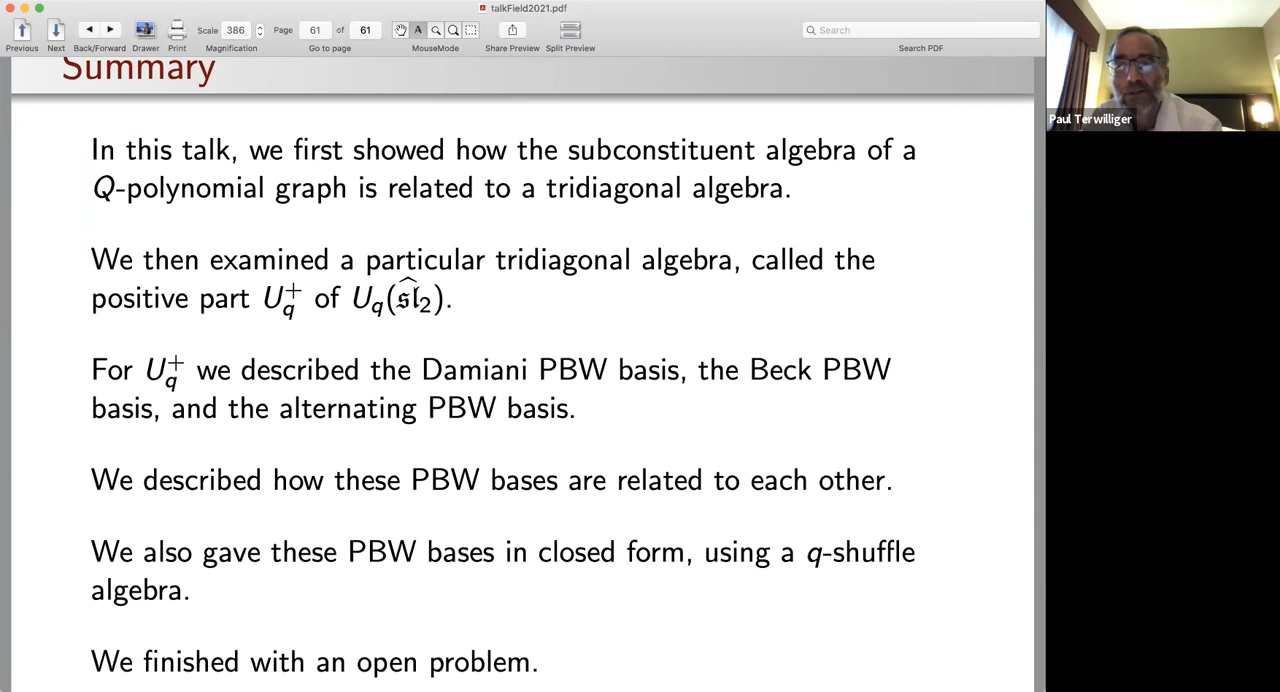 talkField2021.pdf
Previous Next Back/Forward Drawer Print Scale 386 Magnification Page 61 of 61 Go to page A MouseMode Share Preview Split Preview Search Search PDF
Paul Terwilliger
Summary
In this talk, we first showed how the subconstituent algebra of a
Q-polynomial graph is related to a tridiagonal algebra.
We then examined a particular tridiagonal algebra, called the
positive part $U_q^+$ of $U_q(\widehat{\mathfrak{sl}}_2)$.
For $U_q^+$ we described the Damiani PBW basis, the Beck PBW
basis, and the alternating PBW basis.
We described how these PBW bases are related to each other.
We also gave these PBW bases in closed form, using a q-shuffle
algebra.
We finished with an open problem.